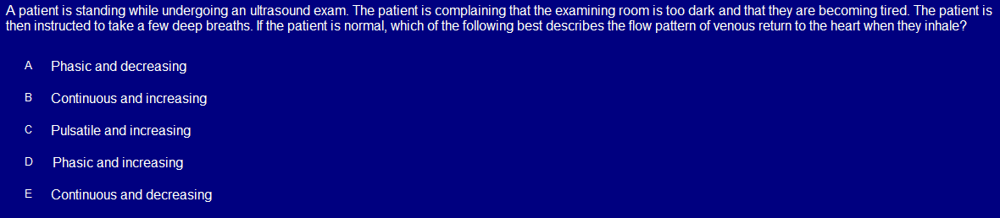 A patient is standing while undergoing an ultrasound exam. The patient is complaining that the examining room is too dark and that they are becoming tired. The patient is
then instructed to take a few deep breaths. If the patient is normal, which of the following best describes the flow pattern of venous return to the heart when they inhale?
A Phasic and decreasing
B Continuous and increasing
C Pulsatile and increasing
D Phasic and increasing
E Continuous and decreasing